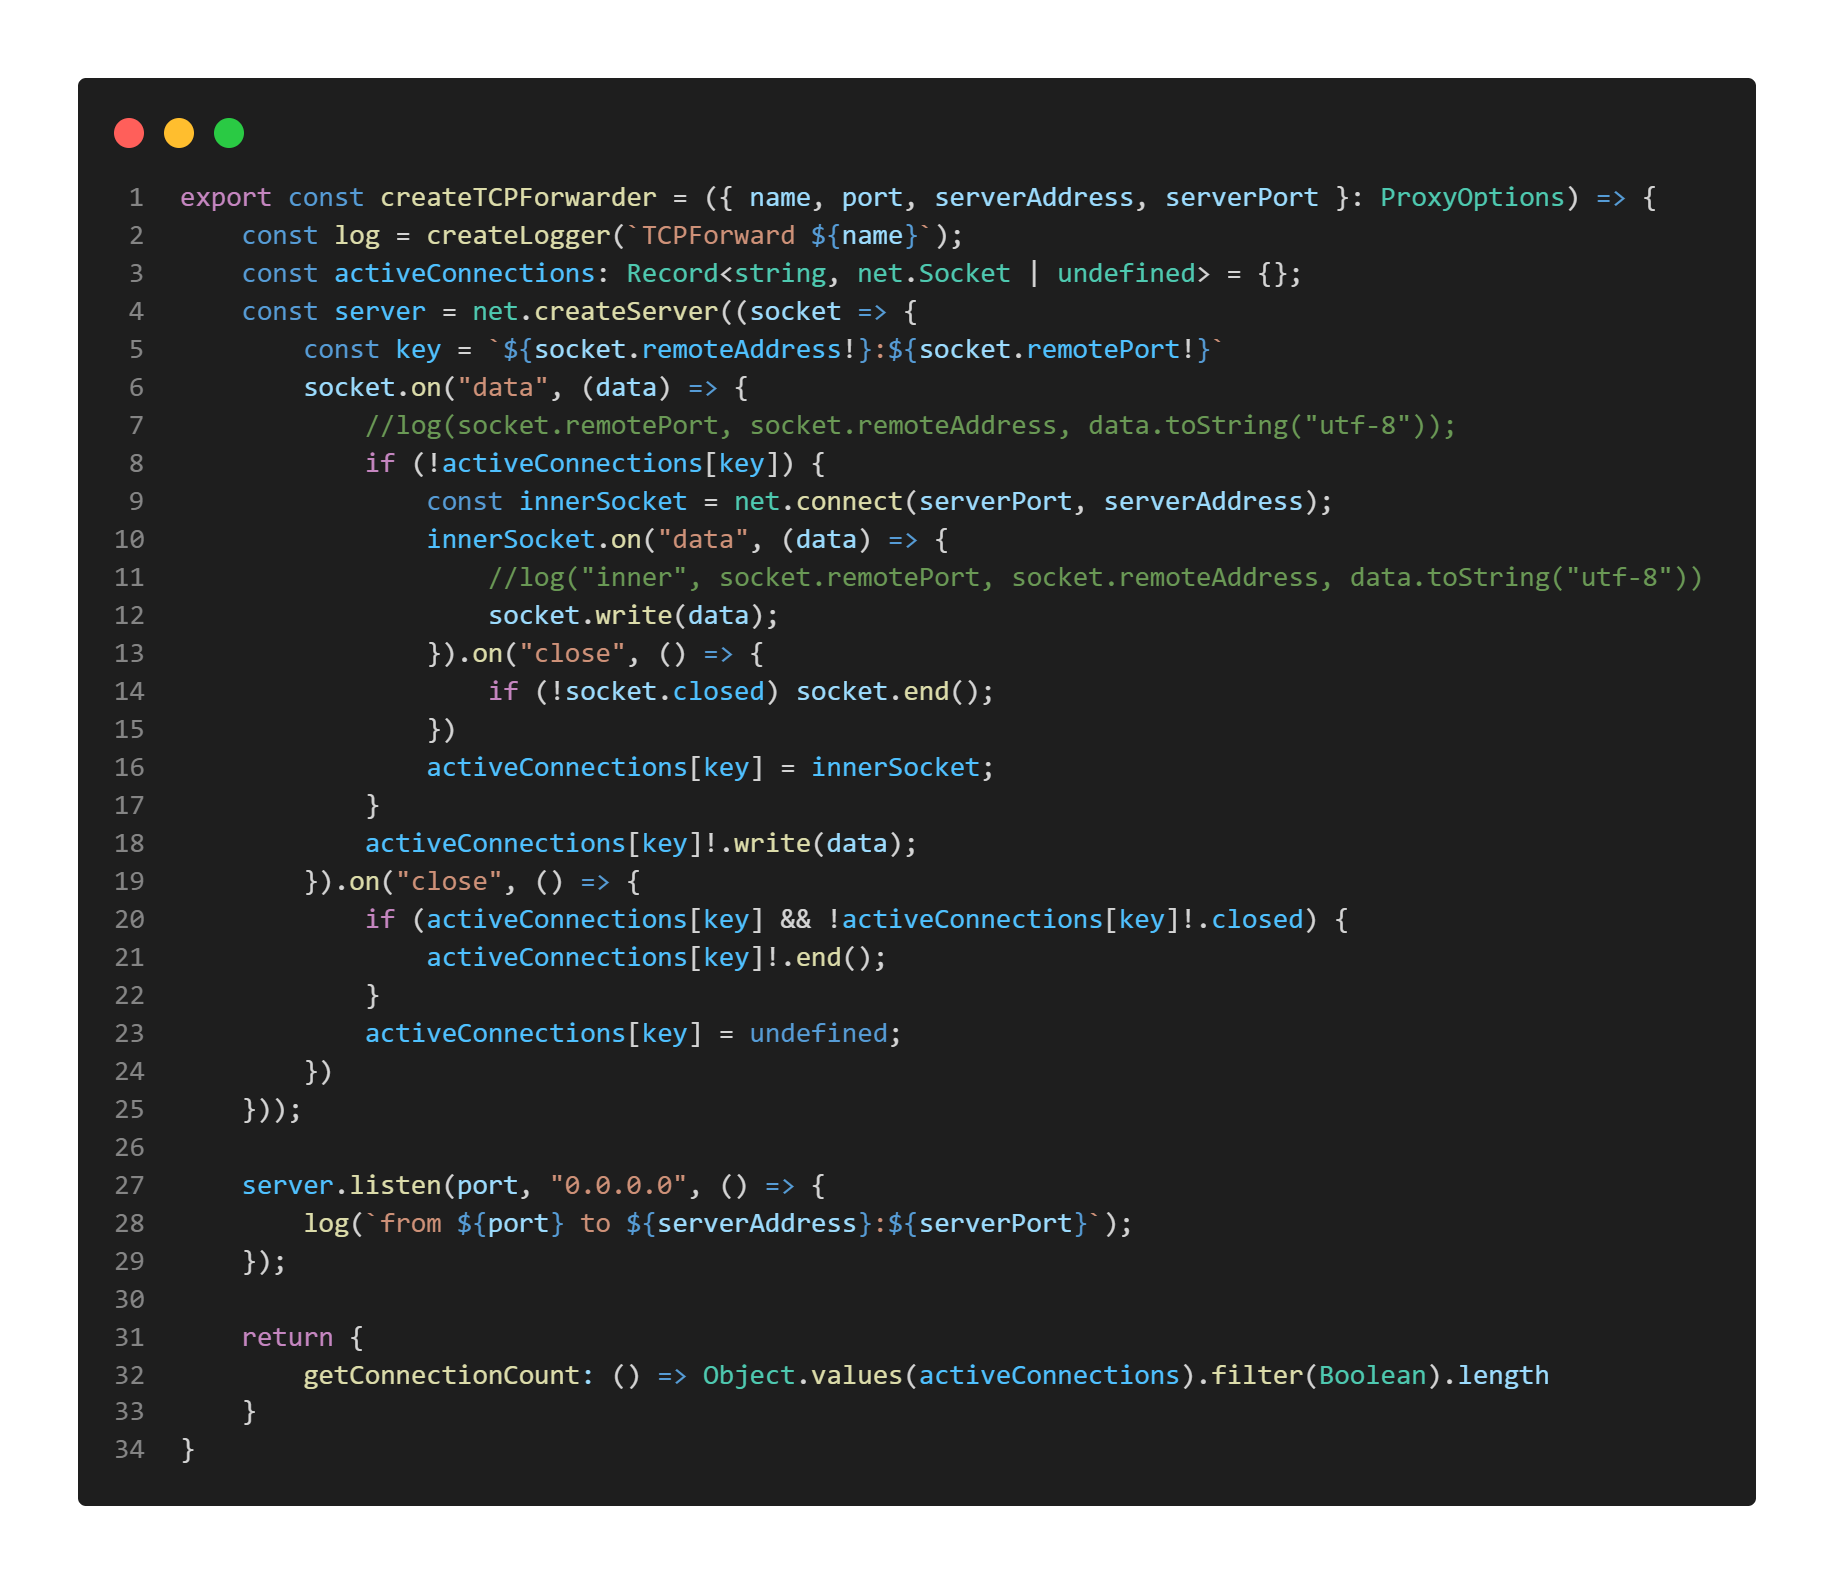 1 export const createTCPForwarder = ({ name, port, serverAddress, serverPort }: ProxyOptions) => {
2     const log = createLogger(`TCPForward ${name}`);
3     const activeConnections: Record<string, net.Socket | undefined> = {};
4     const server = net.createServer((socket => {
5         const key = `${socket.remoteAddress!}:${socket.remotePort!}`
6         socket.on("data", (data) => {
7             //log(socket.remotePort, socket.remoteAddress, data.toString("utf-8"));
8             if (!activeConnections[key]) {
9                 const innerSocket = net.connect(serverPort, serverAddress);
10                 innerSocket.on("data", (data) => {
11                     //log("inner", socket.remotePort, socket.remoteAddress, data.toString("utf-8"))
12                     socket.write(data);
13                 }).on("close", () => {
14                     if (!socket.closed) socket.end();
15                 })
16                 activeConnections[key] = innerSocket;
17             }
18             activeConnections[key]!.write(data);
19         }).on("close", () => {
20             if (activeConnections[key] && !activeConnections[key]!.closed) {
21                 activeConnections[key]!.end();
22             }
23             activeConnections[key] = undefined;
24         })
25     }));
26
27     server.listen(port, "0.0.0.0", () => {
28         log(`from ${port} to ${serverAddress}:${serverPort}`);
29     });
30
31     return {
32         getConnectionCount: () => Object.values(activeConnections).filter(Boolean).length
33     }
34 }